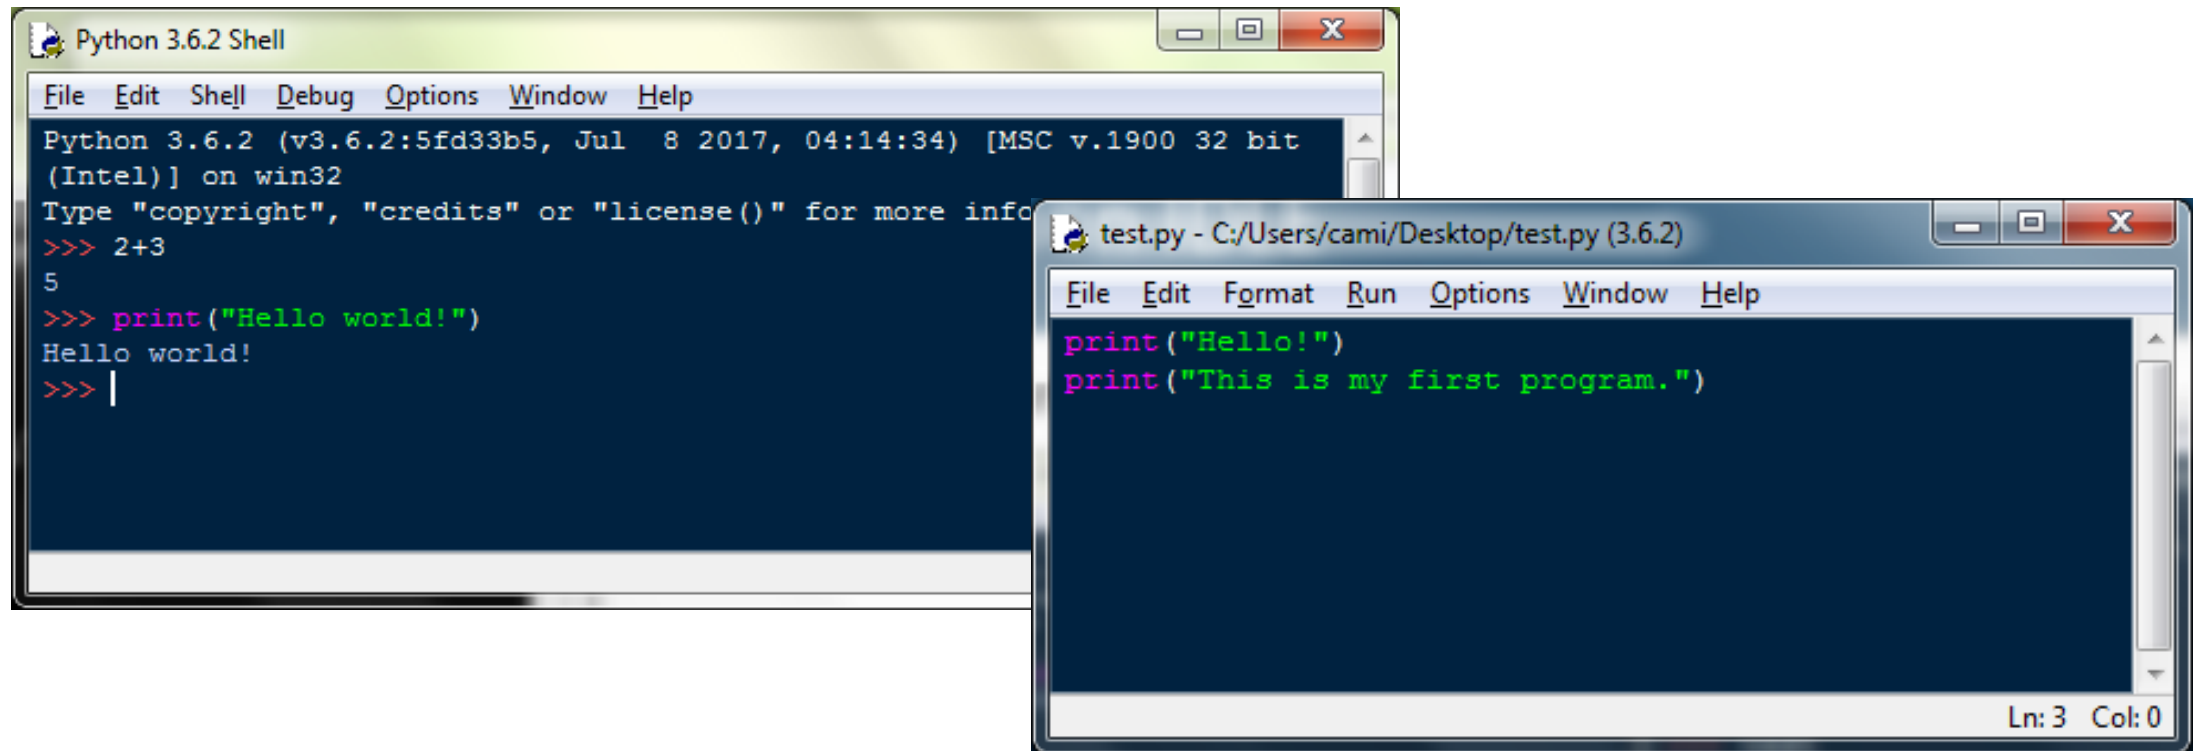 Python 3.6.2 Shell
File Edit Shell Debug Options Window Help
Python 3.6.2 (v3.6.2:5fd33b5, Jul  8 2017, 04:14:34) [MSC v.1900 32 bit
(Intel)] on win32
Type "copyright", "credits" or "license()" for more info
>>> 2+3
5
>>> print("Hello world!")
Hello world!
>>>
test.py - C:/Users/cami/Desktop/test.py (3.6.2)
File Edit Format Run Options Window Help
print("Hello!")
print("This is my first program.")
Ln: 3 Col: 0